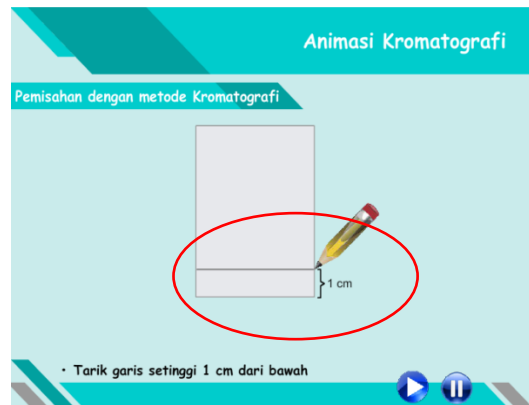 Animasi Kromatografi
Pemisahan dengan metode Kromatografi
1 cm
• Tarik garis setinggi 1 cm dari bawah